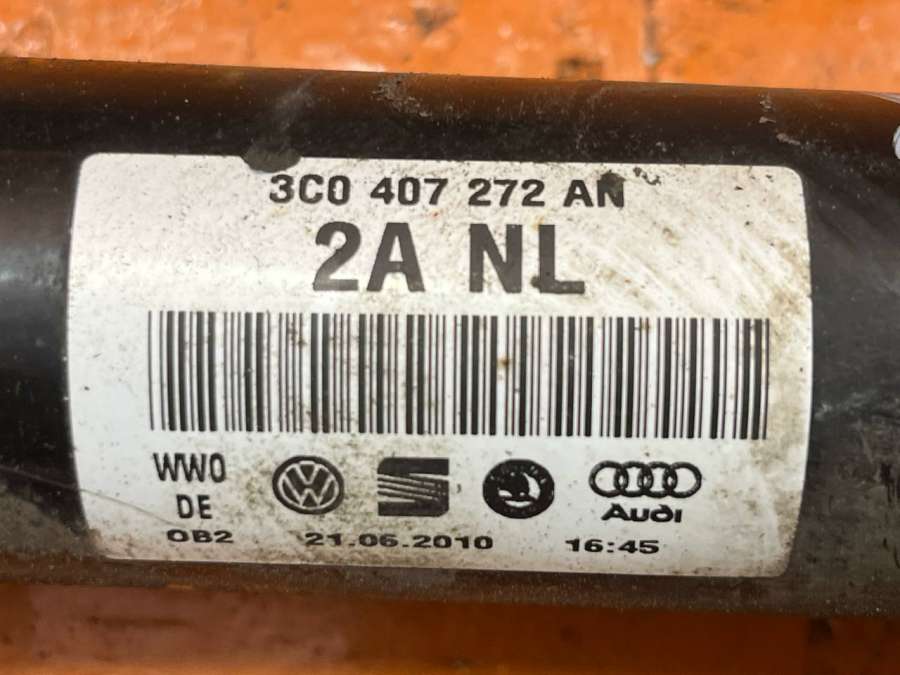 3C0 407 272 AN
2A NL
WW0
DE
Audi
OB2 21.06.2010 16:45